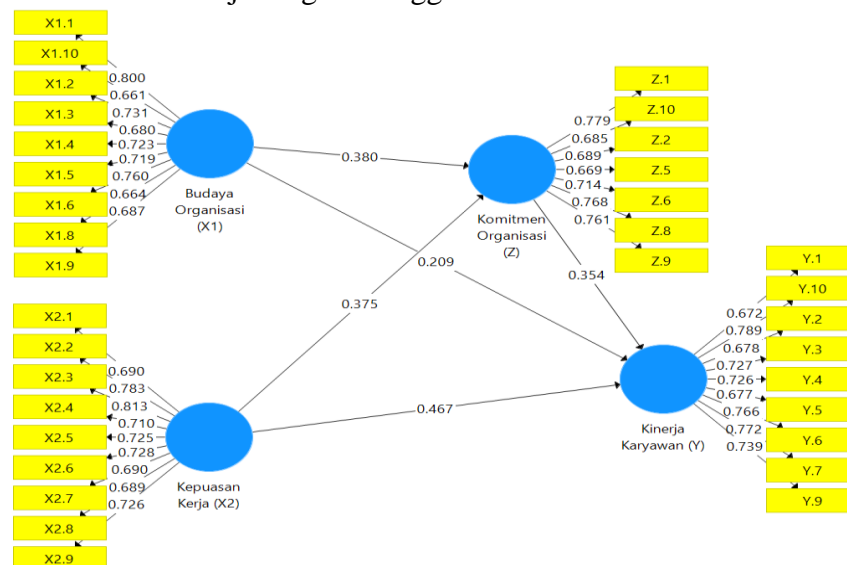 X1.1
X1.10
X1.2
X1.3
X1.4
X1.5
X1.6
X1.8
X1.9
0.800
0.661
0.731
0.680
0.723
0.719
0.760
0.664
0.687
Budaya
Organisasi
(X1)
0.380
0.209
0.375
0.467
0.354
X2.1
X2.2
X2.3
X2.4
X2.5
X2.6
X2.7
X2.8
X2.9
0.690
0.783
0.813
0.710
0.725
0.728
0.690
0.689
0.726
Kepuasan
Kerja (X2)
Komitmen
Organisasi
(Z)
0.779
0.685
0.689
0.669
0.714
0.768
0.761
Z.1
Z.10
Z.2
Z.5
Z.6
Z.8
Z.9
Kinerja
Karyawan (Y)
0.672
0.789
0.678
0.727
0.726
0.677
0.766
0.772
0.739
Y.1
Y.10
Y.2
Y.3
Y.4
Y.5
Y.6
Y.7
Y.9